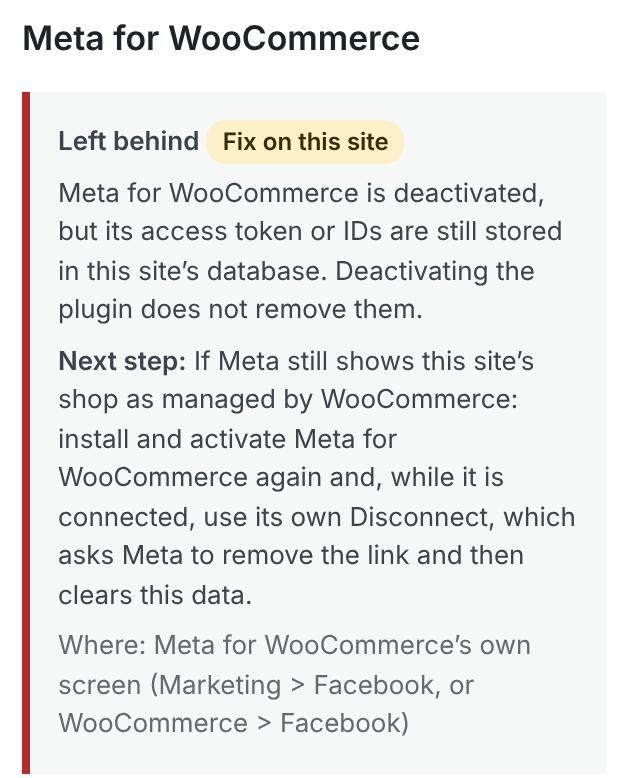 Meta for WooCommerce
Left behind Fix on this site
Meta for WooCommerce is deactivated,
but its access token or IDs are still stored
in this site’s database. Deactivating the
plugin does not remove them.
Next step: If Meta still shows this site’s
shop as managed by WooCommerce:
install and activate Meta for
WooCommerce again and, while it is
connected, use its own Disconnect, which
asks Meta to remove the link and then
clears this data.
Where: Meta for WooCommerce’s own
screen (Marketing > Facebook, or
WooCommerce > Facebook)